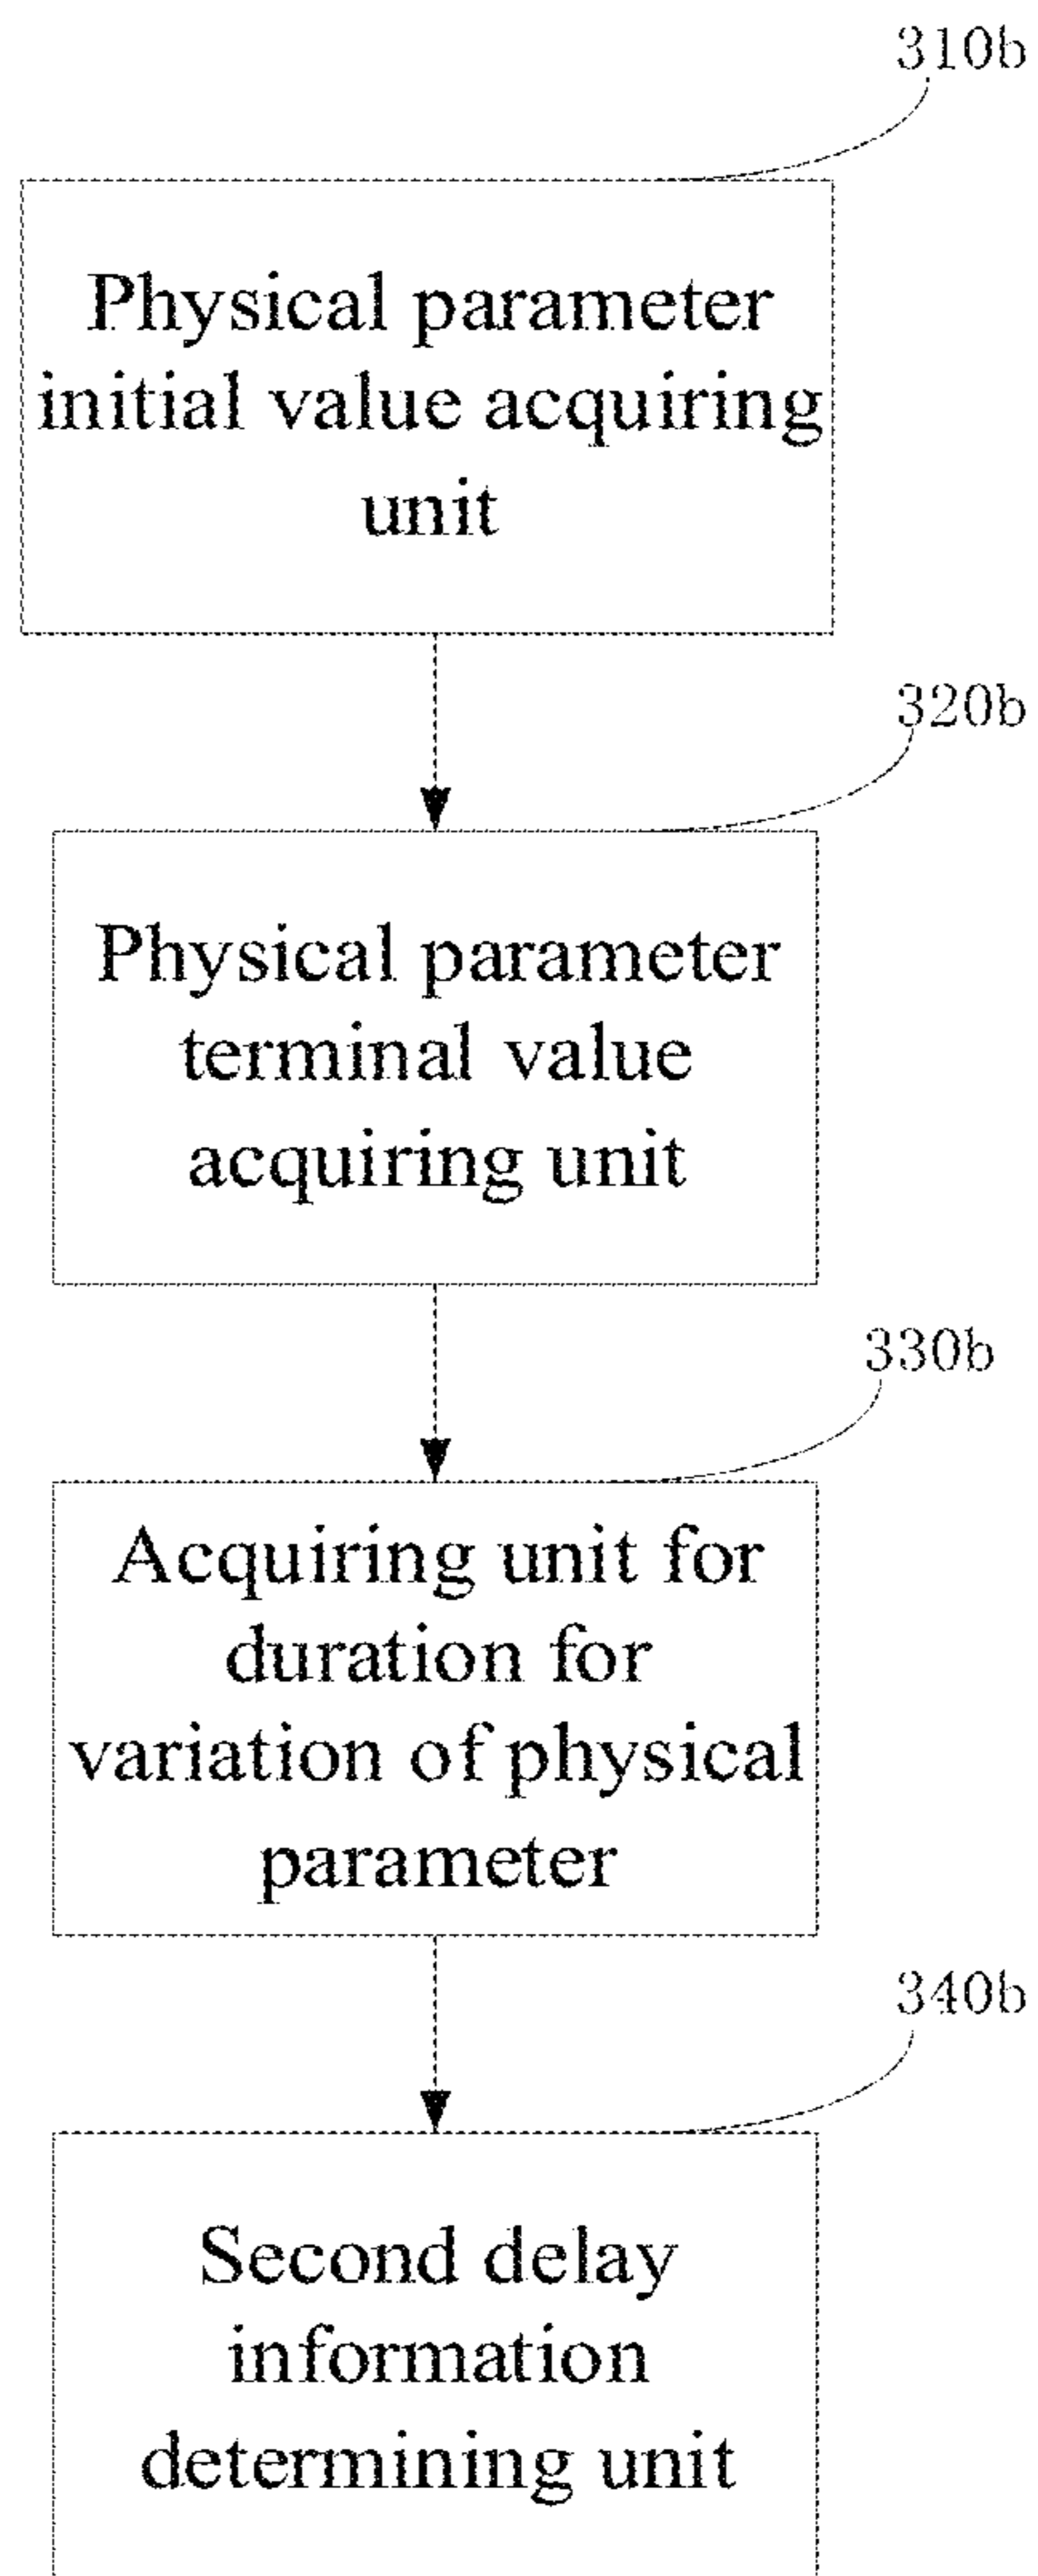 310b
Physical parameter
initial value acquiring
unit
320b
Physical parameter
terminal value
acquiring unit
330b
Acquiring unit for
duration for
variation of physical
parameter
340b
Second delay
information
determining unit